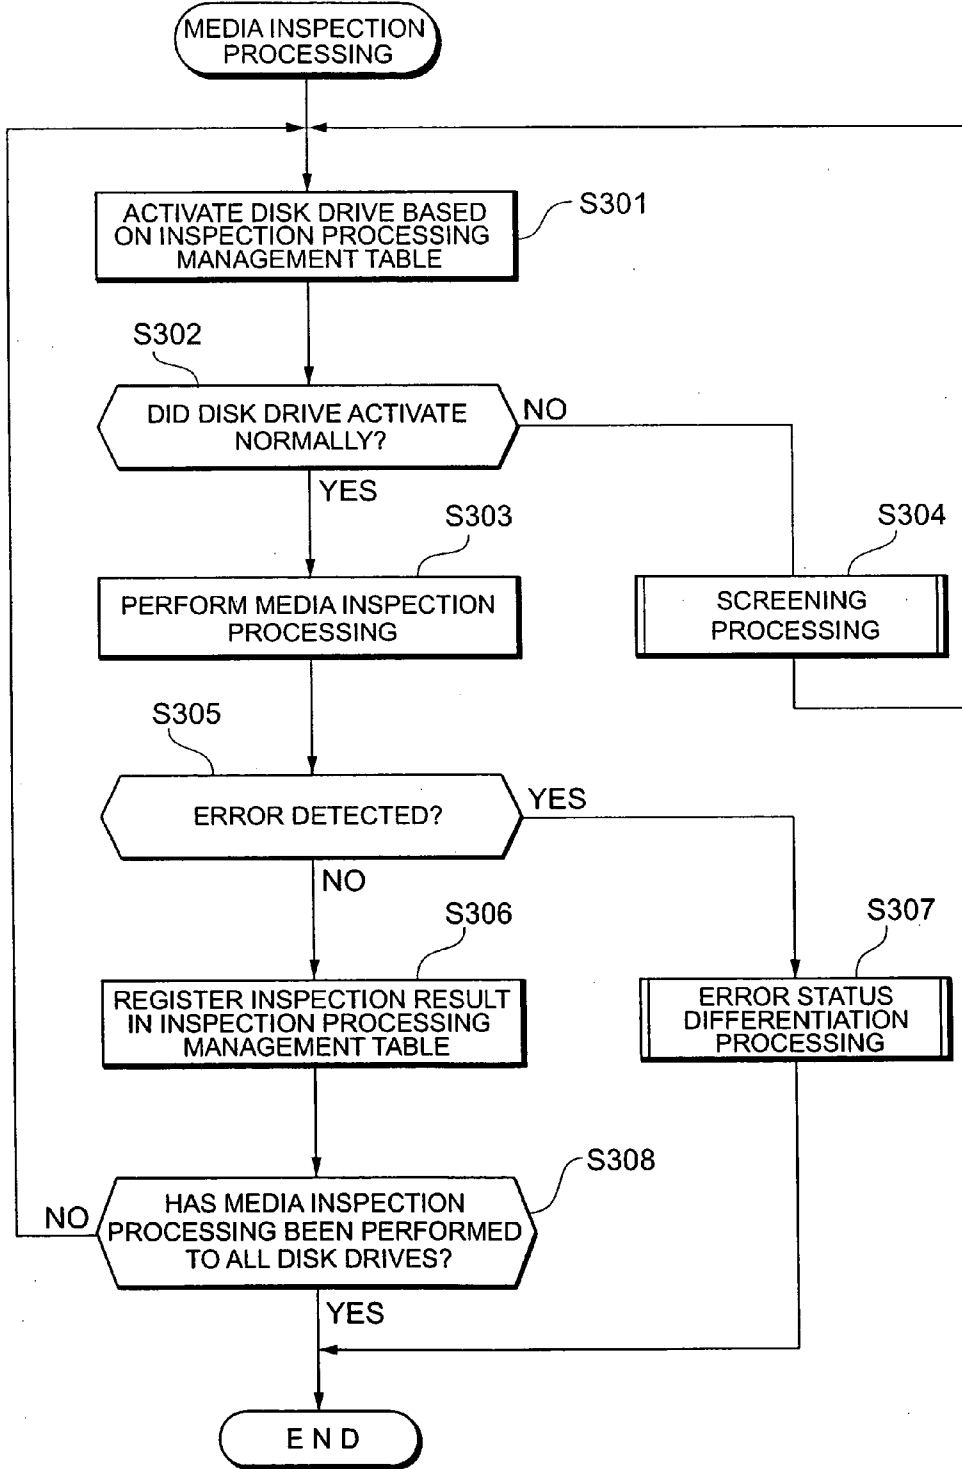 MEDIA INSPECTION
PROCESSING
ACTIVATE DISK DRIVE BASED
ON INSPECTION PROCESSING
MANAGEMENT TABLE
S301
S302
DID DISK DRIVE ACTIVATE
NORMALLY?
NO
YES
S303
S304
PERFORM MEDIA INSPECTION
PROCESSING
SCREENING
PROCESSING
S305
ERROR DETECTED?
YES
NO
S306
S307
REGISTER INSPECTION RESULT
IN INSPECTION PROCESSING
MANAGEMENT TABLE
ERROR STATUS
DIFFERENTIATION
PROCESSING
S308
HAS MEDIA INSPECTION
PROCESSING BEEN PERFORMED
TO ALL DISK DRIVES?
NO
YES
END